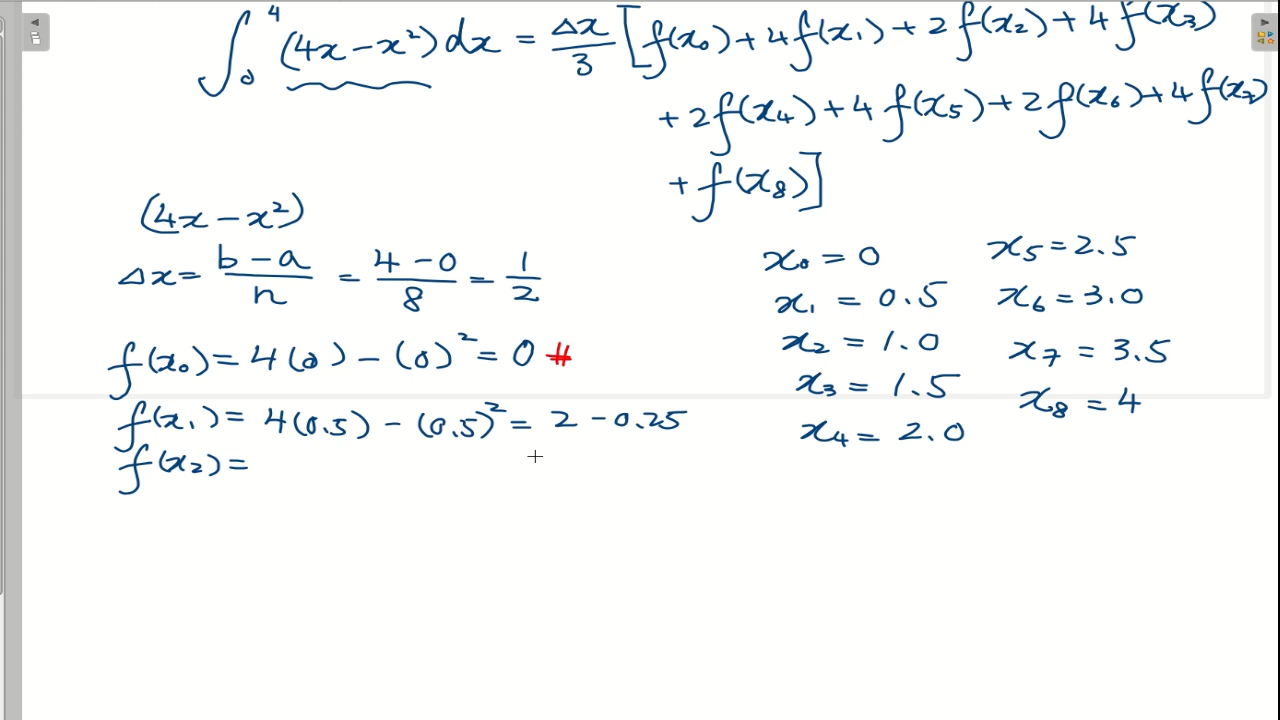 ∫₀⁴ (4x − x²) dx = Δx/3 [f(x₀) + 4f(x₁) + 2f(x₂) + 4f(x₃)
+ 2f(x₄) + 4f(x₅) + 2f(x₆) + 4f(x₇)
+ f(x₈)]
(4x − x²)
Δx = (b − a)/n = (4 − 0)/8 = 1/2
f(x₀) = 4(0) − (0)² = 0 #
f(x₁) = 4(0.5) − (0.5)² = 2 − 0.25
f(x₂) =
x₀ = 0
x₁ = 0.5
x₂ = 1.0
x₃ = 1.5
x₄ = 2.0
x₅ = 2.5
x₆ = 3.0
x₇ = 3.5
x₈ = 4